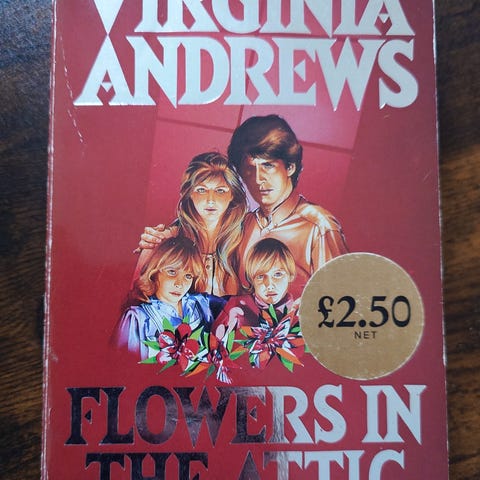 VIRGINIA
ANDREWS
£2.50
NET
FLOWERS IN
THE ATTIC